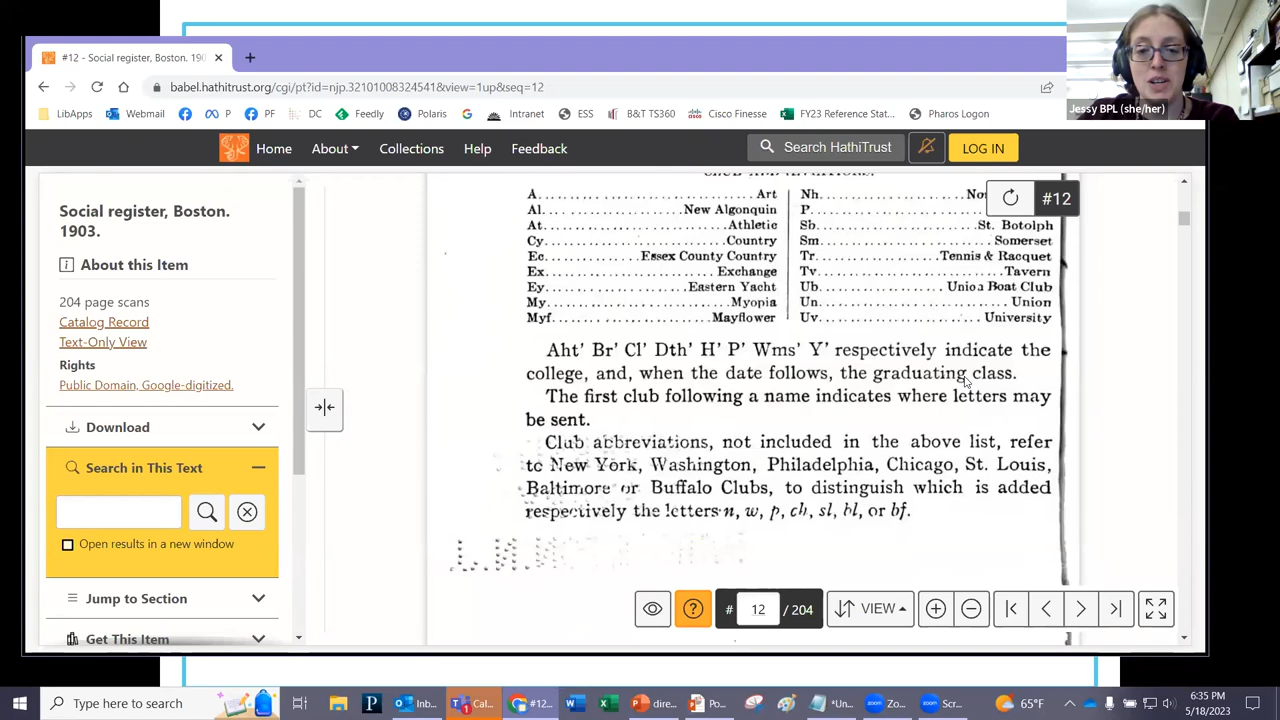 #12 - Social register, Boston. 190
babel.hathitrust.org/cgi/pt?id=njp.32101008324541&view=1up&seq=12
Jessy BPL (she/her)
LibApps Webmail P PF DC Feedb Polaris Intranet ESS B&T TS360 Cisco Finesse FY23 Reference Stat... Pharos Logon
Home About Collections Help Feedback Search HathiTrust LOG IN
#12
Social register, Boston.
1903.
About this Item
204 page scans
Catalog Record
Text-Only View
Rights
Public Domain, Google-digitized.
Download
Search in This Text
Open results in a new window
Jump to Section
Get This Item
A. Art
Al. New Algonquin
At. Athletic
Cy. Country
Ec. Essex County Country
Ex. Exchange
Ey. Eastern Yacht
My. Myopia
Myf. Mayflower
Nh.
P.
Sb. St. Botolph
Sm. Somerset
Tr. Tennis & Racquet
Tv. Tavern
Ub. Union Boat Club
Un. Union
Uv. University
Aht' Br' Cl' Dth' H' P' Wms' Y' respectively indicate the
college, and, when the date follows, the graduating class.
The first club following a name indicates where letters may
be sent.
Club abbreviations, not included in the above list, refer
to New York, Washington, Philadelphia, Chicago, St. Louis,
Baltimore or Buffalo Clubs, to distinguish which is added
respectively the letters n, w, p, ch, sl, bl, or bf.
# 12 / 204 VIEW
Type here to search
Inb... Cal... #12... dire... Po... *Un... Zo... Scr...
65°F
6:35 PM
5/18/2023